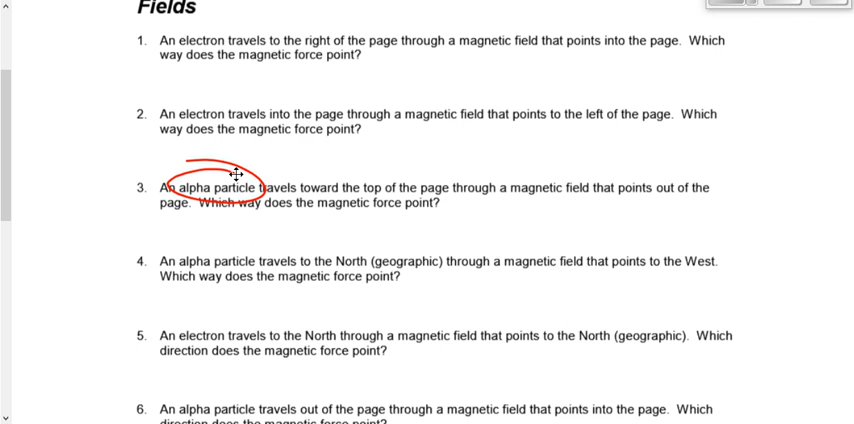 Fields
1. An electron travels to the right of the page through a magnetic field that points into the page. Which
way does the magnetic force point?
2. An electron travels into the page through a magnetic field that points to the left of the page. Which
way does the magnetic force point?
3. An alpha particle travels toward the top of the page through a magnetic field that points out of the
page. Which way does the magnetic force point?
4. An alpha particle travels to the North (geographic) through a magnetic field that points to the West.
Which way does the magnetic force point?
5. An electron travels to the North through a magnetic field that points to the North (geographic). Which
direction does the magnetic force point?
6. An alpha particle travels out of the page through a magnetic field that points into the page. Which
direction does the magnetic force point?